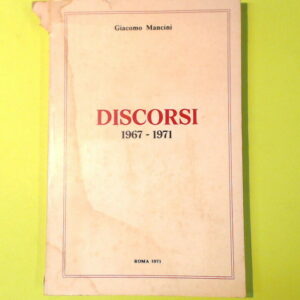 Giacomo Mancini
DISCORSI
1967 - 1971
ROMA 1971